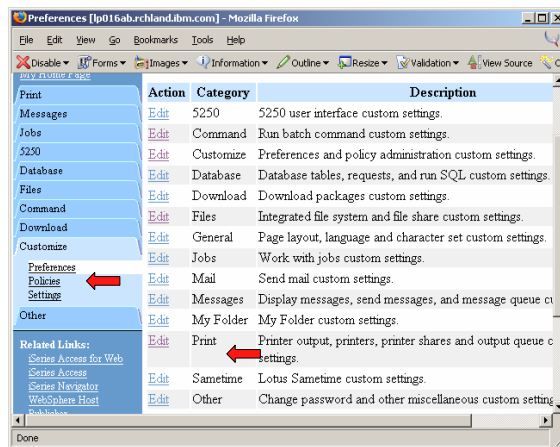 Preferences [lp016ab.rchland.ibm.com] - Mozilla Firefox
File Edit View Go Bookmarks Tools Help
Disable Forms Images Information Outline Resize Validation View Source
My Home Page
Print
Messages
Jobs
5250
Database
Files
Command
Download
Customize
Preferences
Policies
Settings
Other
Related Links:
iSeries Access for Web
iSeries Access
iSeries Navigator
WebSphere Host
Publisher
Action Category Description
Edit 5250 5250 user interface custom settings.
Edit Command Run batch command custom settings.
Edit Customize Preferences and policy administration custom settings.
Edit Database Database tables, requests, and run SQL custom settings.
Edit Download Download packages custom settings.
Edit Files Integrated file system and file share custom settings.
Edit General Page layout, language and character set custom settings.
Edit Jobs Work with jobs custom settings.
Edit Mail Send mail custom settings.
Edit Messages Display messages, send messages, and message queue cu
Edit My Folder My Folder custom settings.
Edit Print Printer output, printers, printer shares and output queue c
settings.
Edit Sametime Lotus Sametime custom settings.
Edit Other Change password and other miscellaneous custom setting
Done